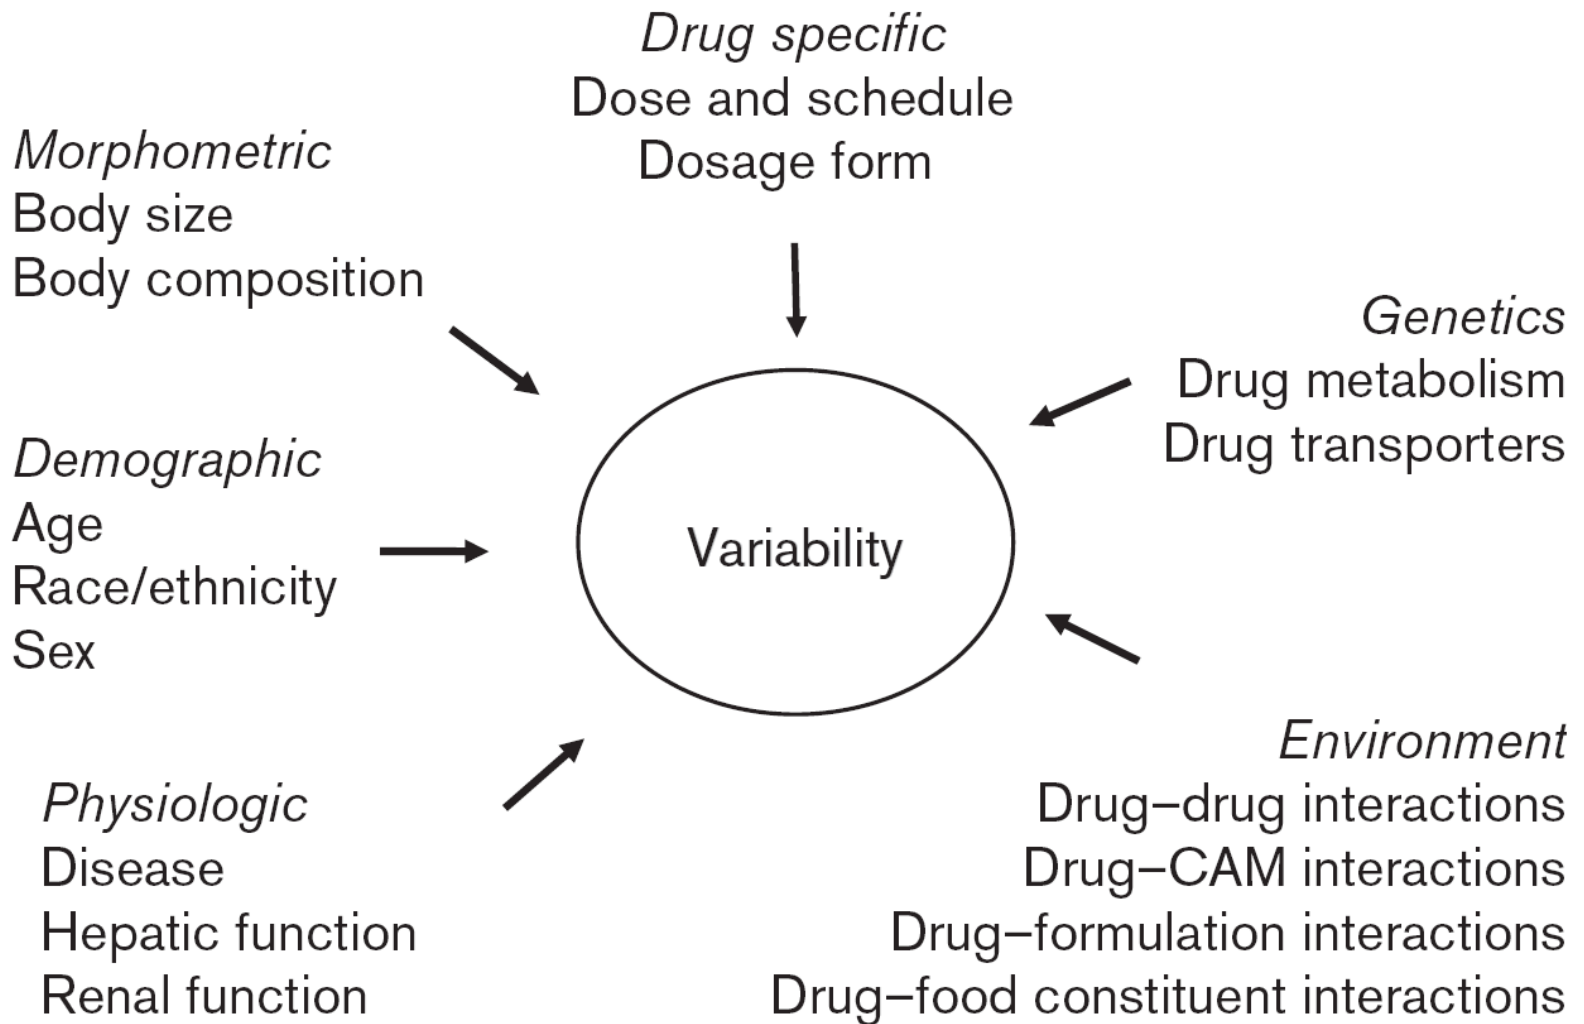 Drug specific
Dose and schedule
Dosage form
Morphometric
Body size
Body composition
Genetics
Drug metabolism
Drug transporters
Demographic
Age
Race/ethnicity
Sex
Variability
Physiologic
Disease
Hepatic function
Renal function
Environment
Drug–drug interactions
Drug–CAM interactions
Drug–formulation interactions
Drug–food constituent interactions